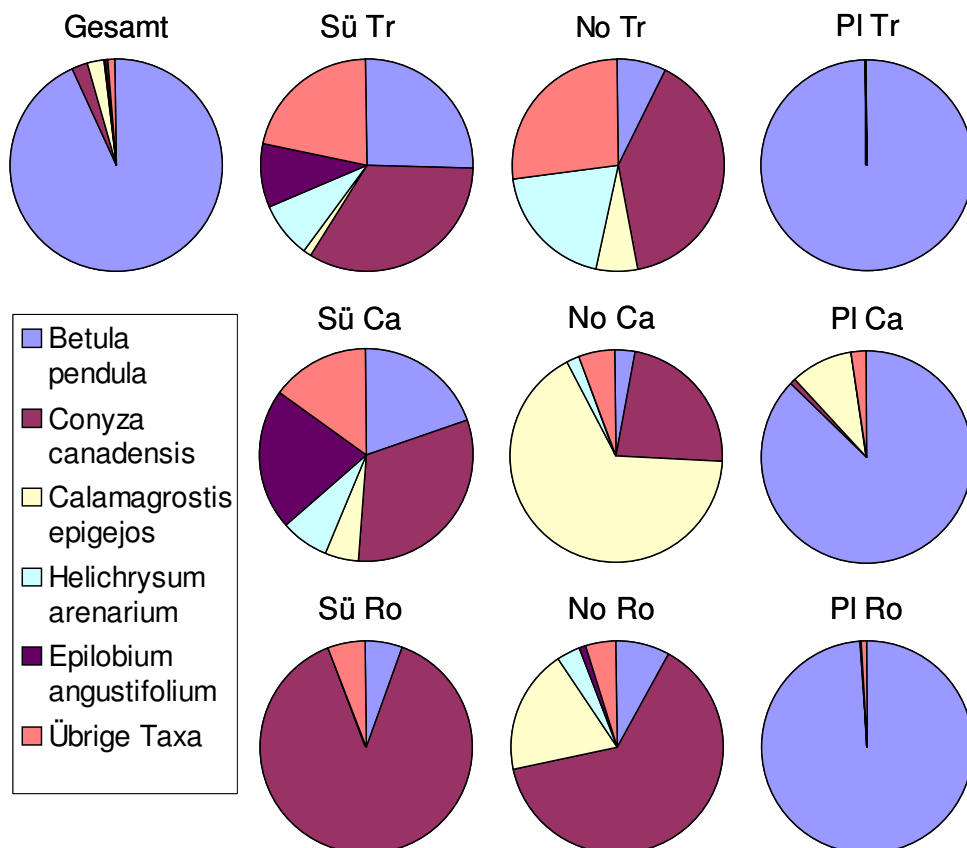 Gesamt
Sü Tr
No Tr
Pl Tr
Sü Ca
No Ca
Pl Ca
Betula
pendula
Conyza
canadensis
Calamagrostis
epigejos
Helichrysum
arenarium
Epilobium
angustifolium
Übrige Taxa
Sü Ro
No Ro
Pl Ro